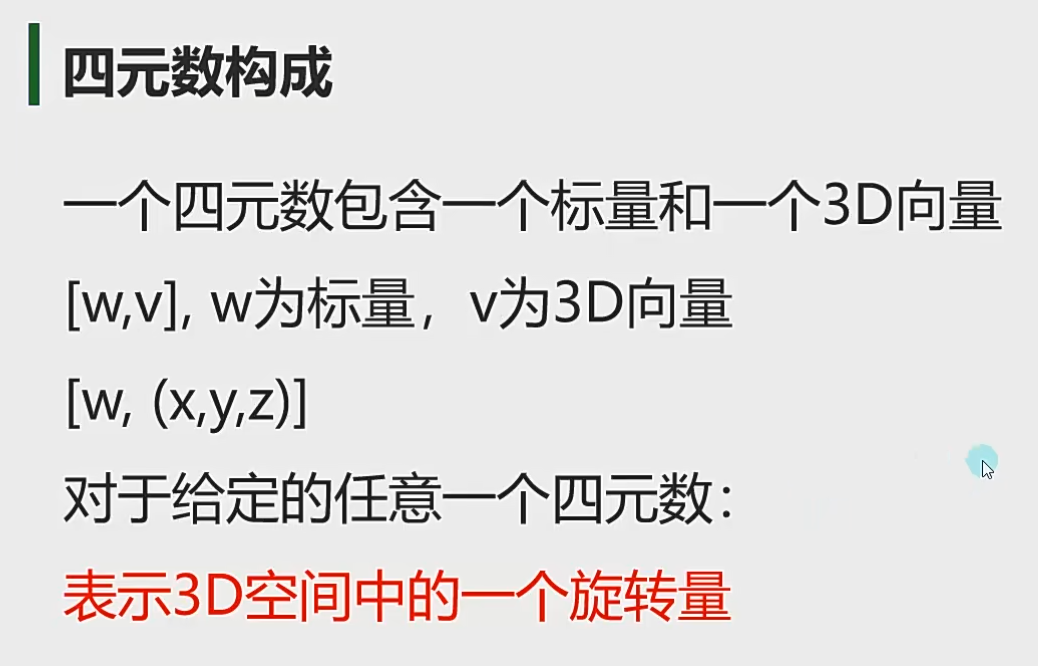 四元数构成
一个四元数包含一个标量和一个3D向量
[w,v], w为标量，v为3D向量
[w, (x,y,z)]
对于给定的任意一个四元数：
表示3D空间中的一个旋转量